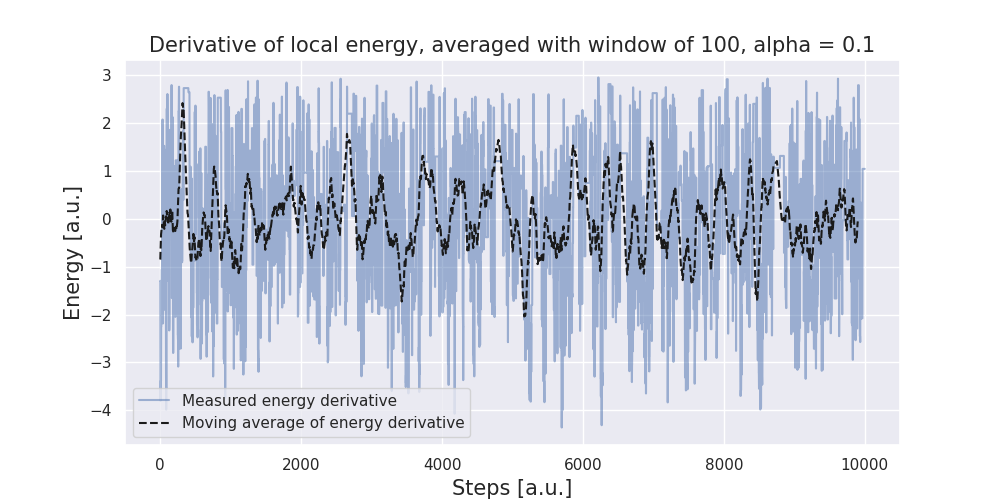 Derivative of local energy, averaged with window of 100, alpha = 0.1
3
2
1
0
−1
−2
−3
−4
Energy [a.u.]
Measured energy derivative
Moving average of energy derivative
0 2000 4000 6000 8000 10000
Steps [a.u.]